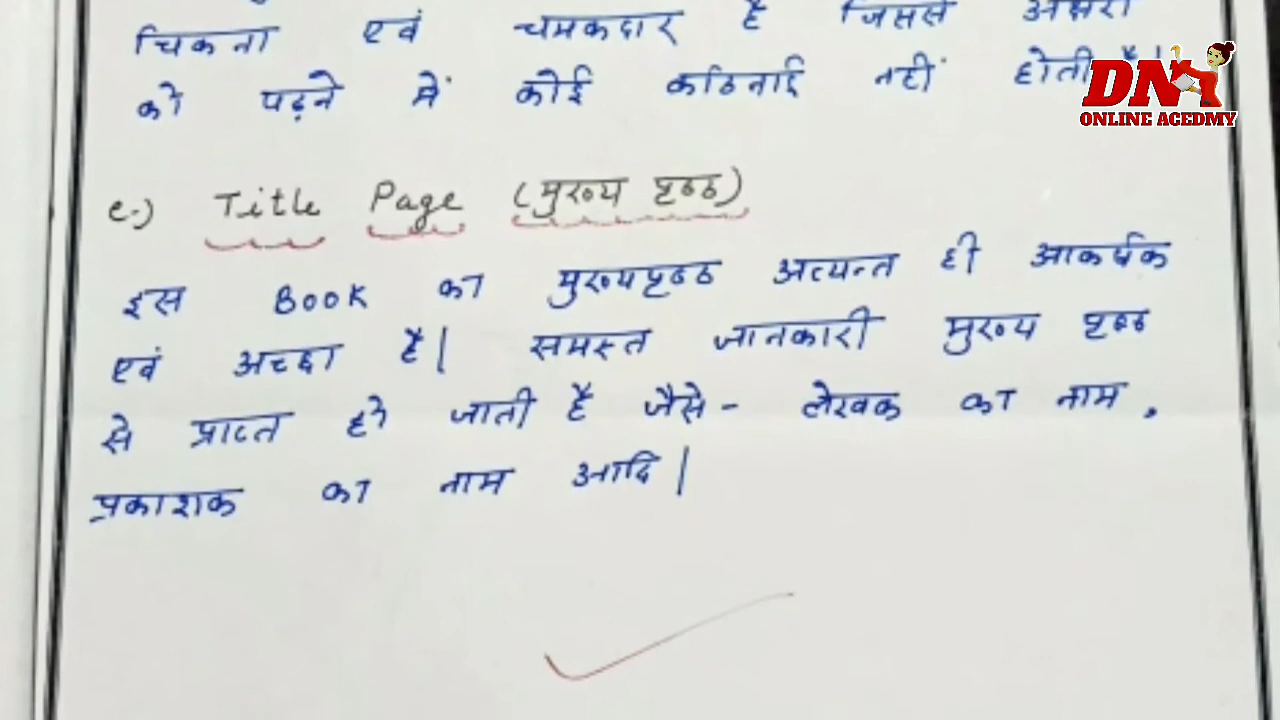 चिकना एवं चमकदार है जिससे अक्षरों
को पढ़ने में कोई कठिनाई नहीं होती है।
DN
ONLINE ACEDMY
e.) Title Page (मुख्य पृष्ठ)
इस Book का मुख्यपृष्ठ अत्यन्त ही आकर्षक
एवं अच्छा है। समस्त जानकारी मुख्य पृष्ठ
से प्राप्त हो जाती है जैसे - लेखक का नाम,
प्रकाशक का नाम आदि।